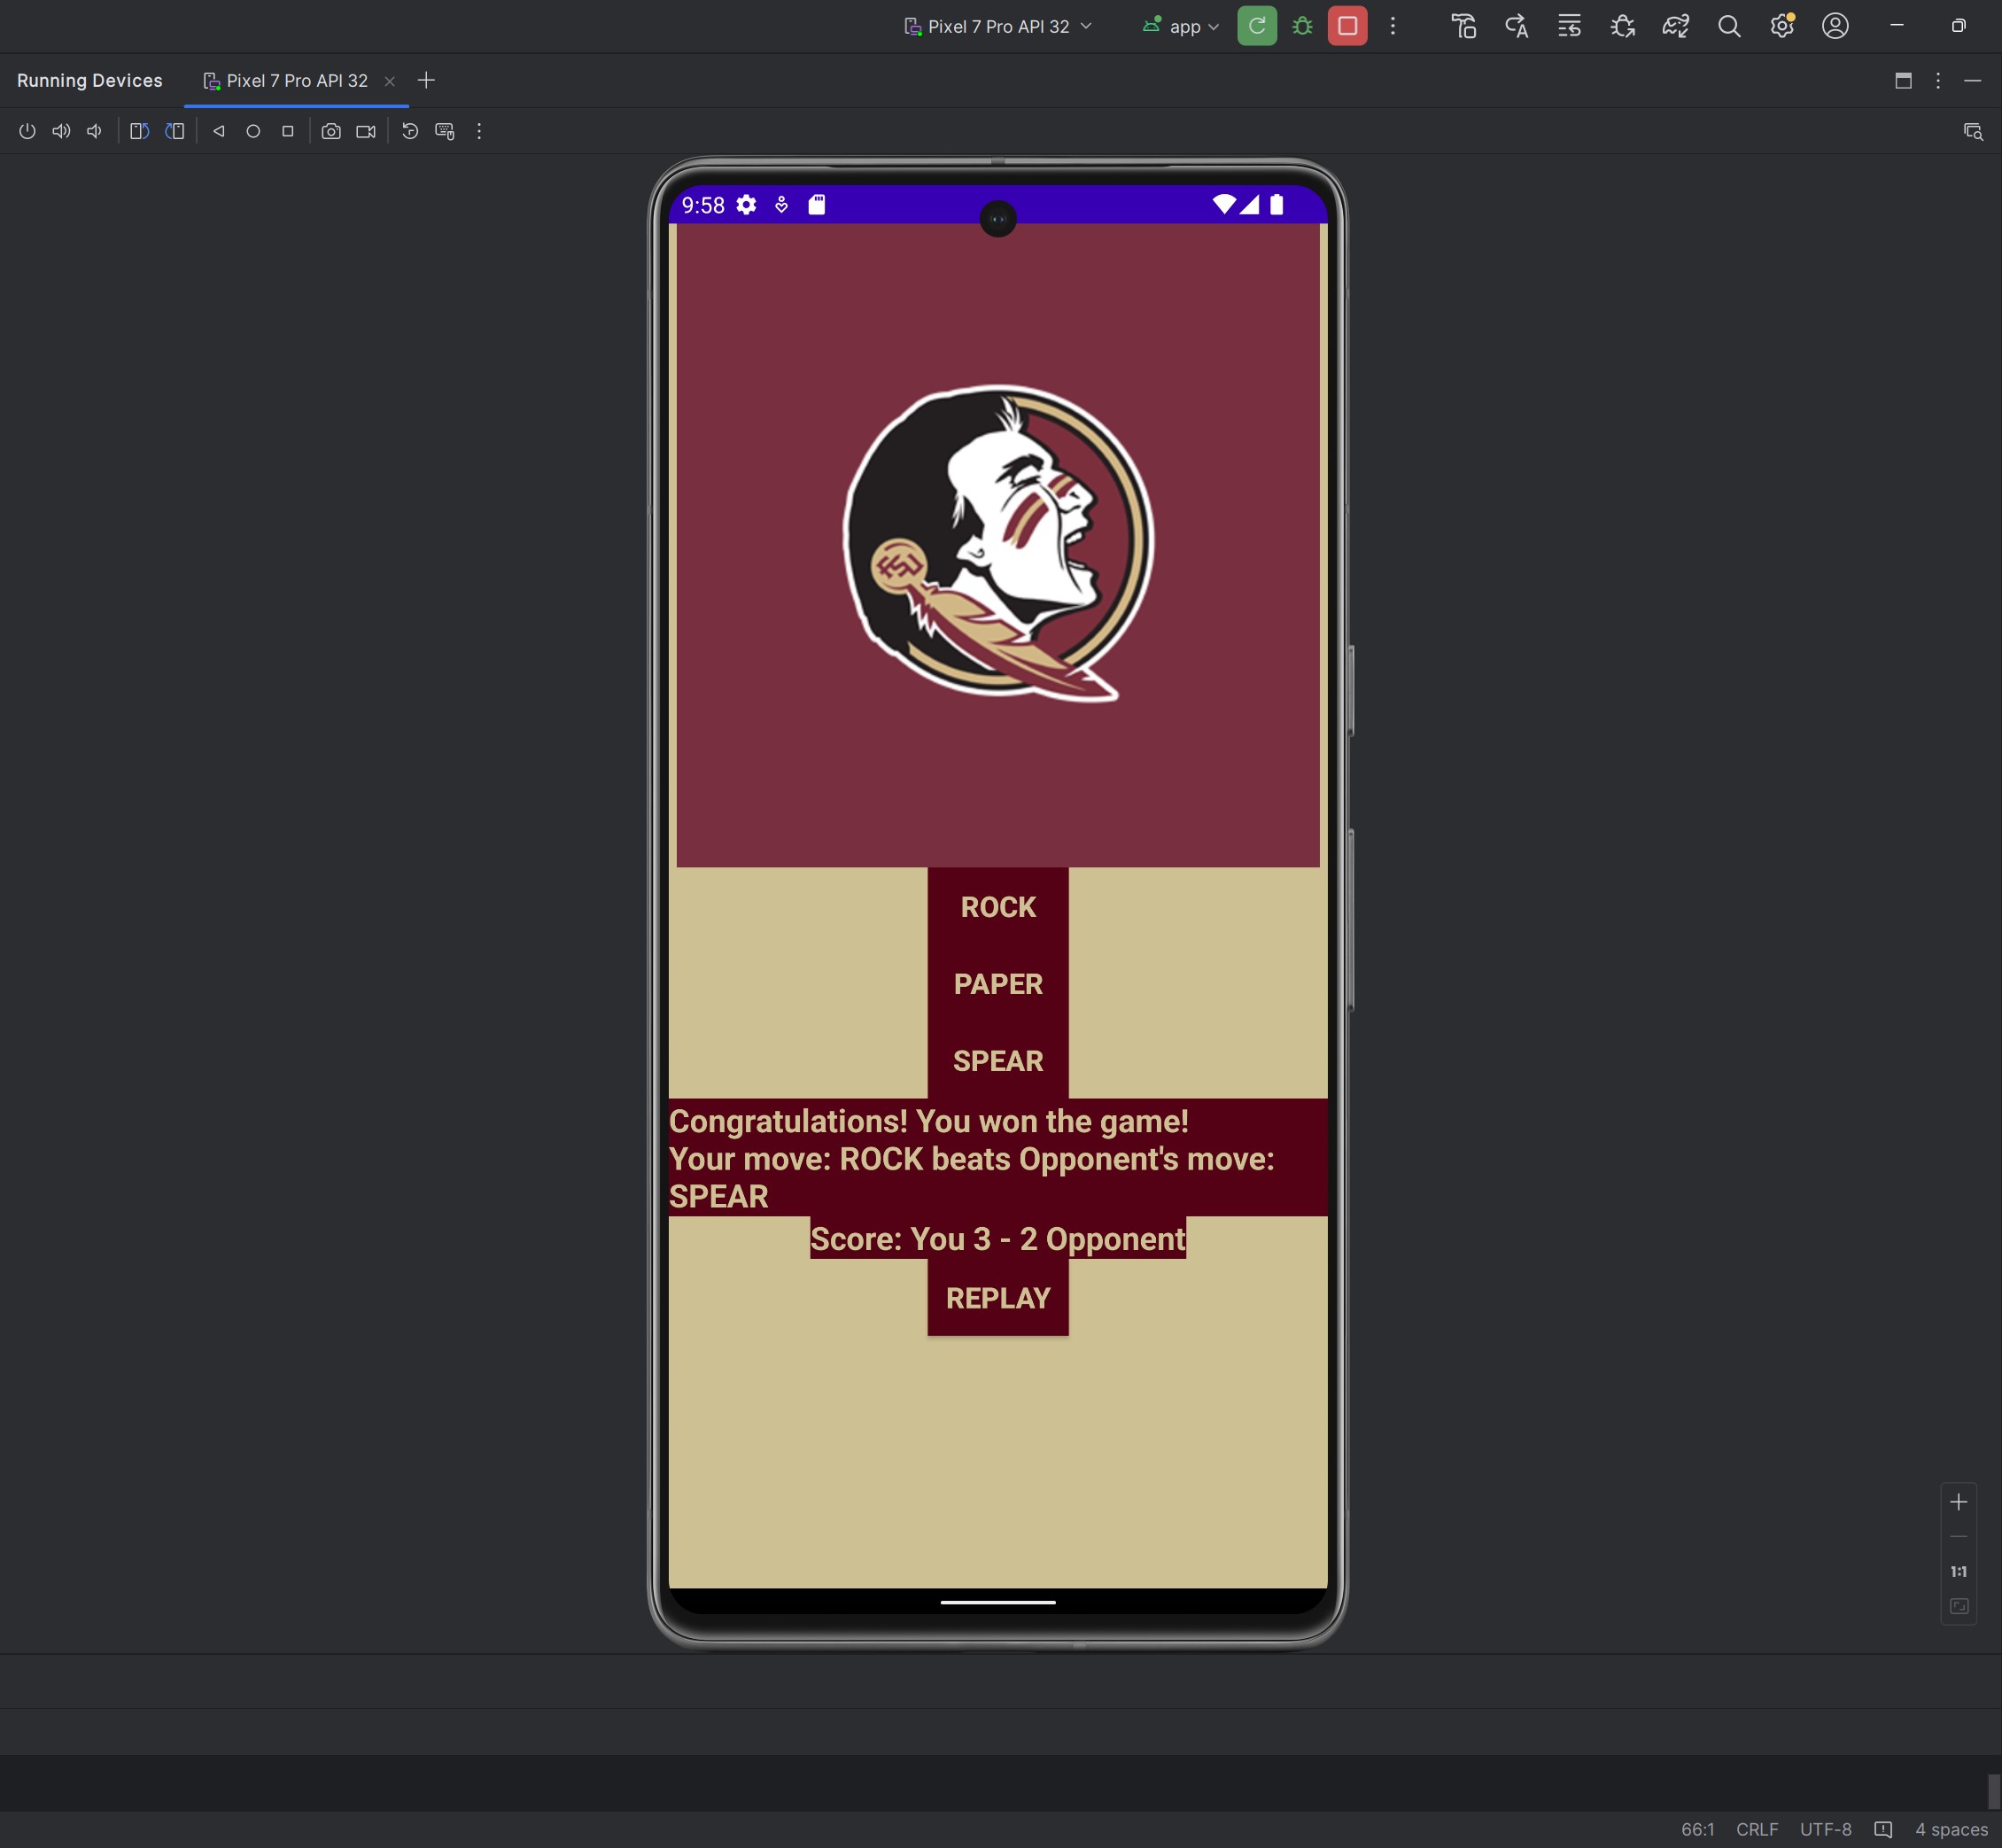 Pixel 7 Pro API 32
app
Running Devices
Pixel 7 Pro API 32
9:58
FSU
ROCK
PAPER
SPEAR
Congratulations! You won the game!
Your move: ROCK beats Opponent's move:
SPEAR
Score: You 3 - 2 Opponent
REPLAY
1:1
66:1 CRLF UTF-8 4 spaces